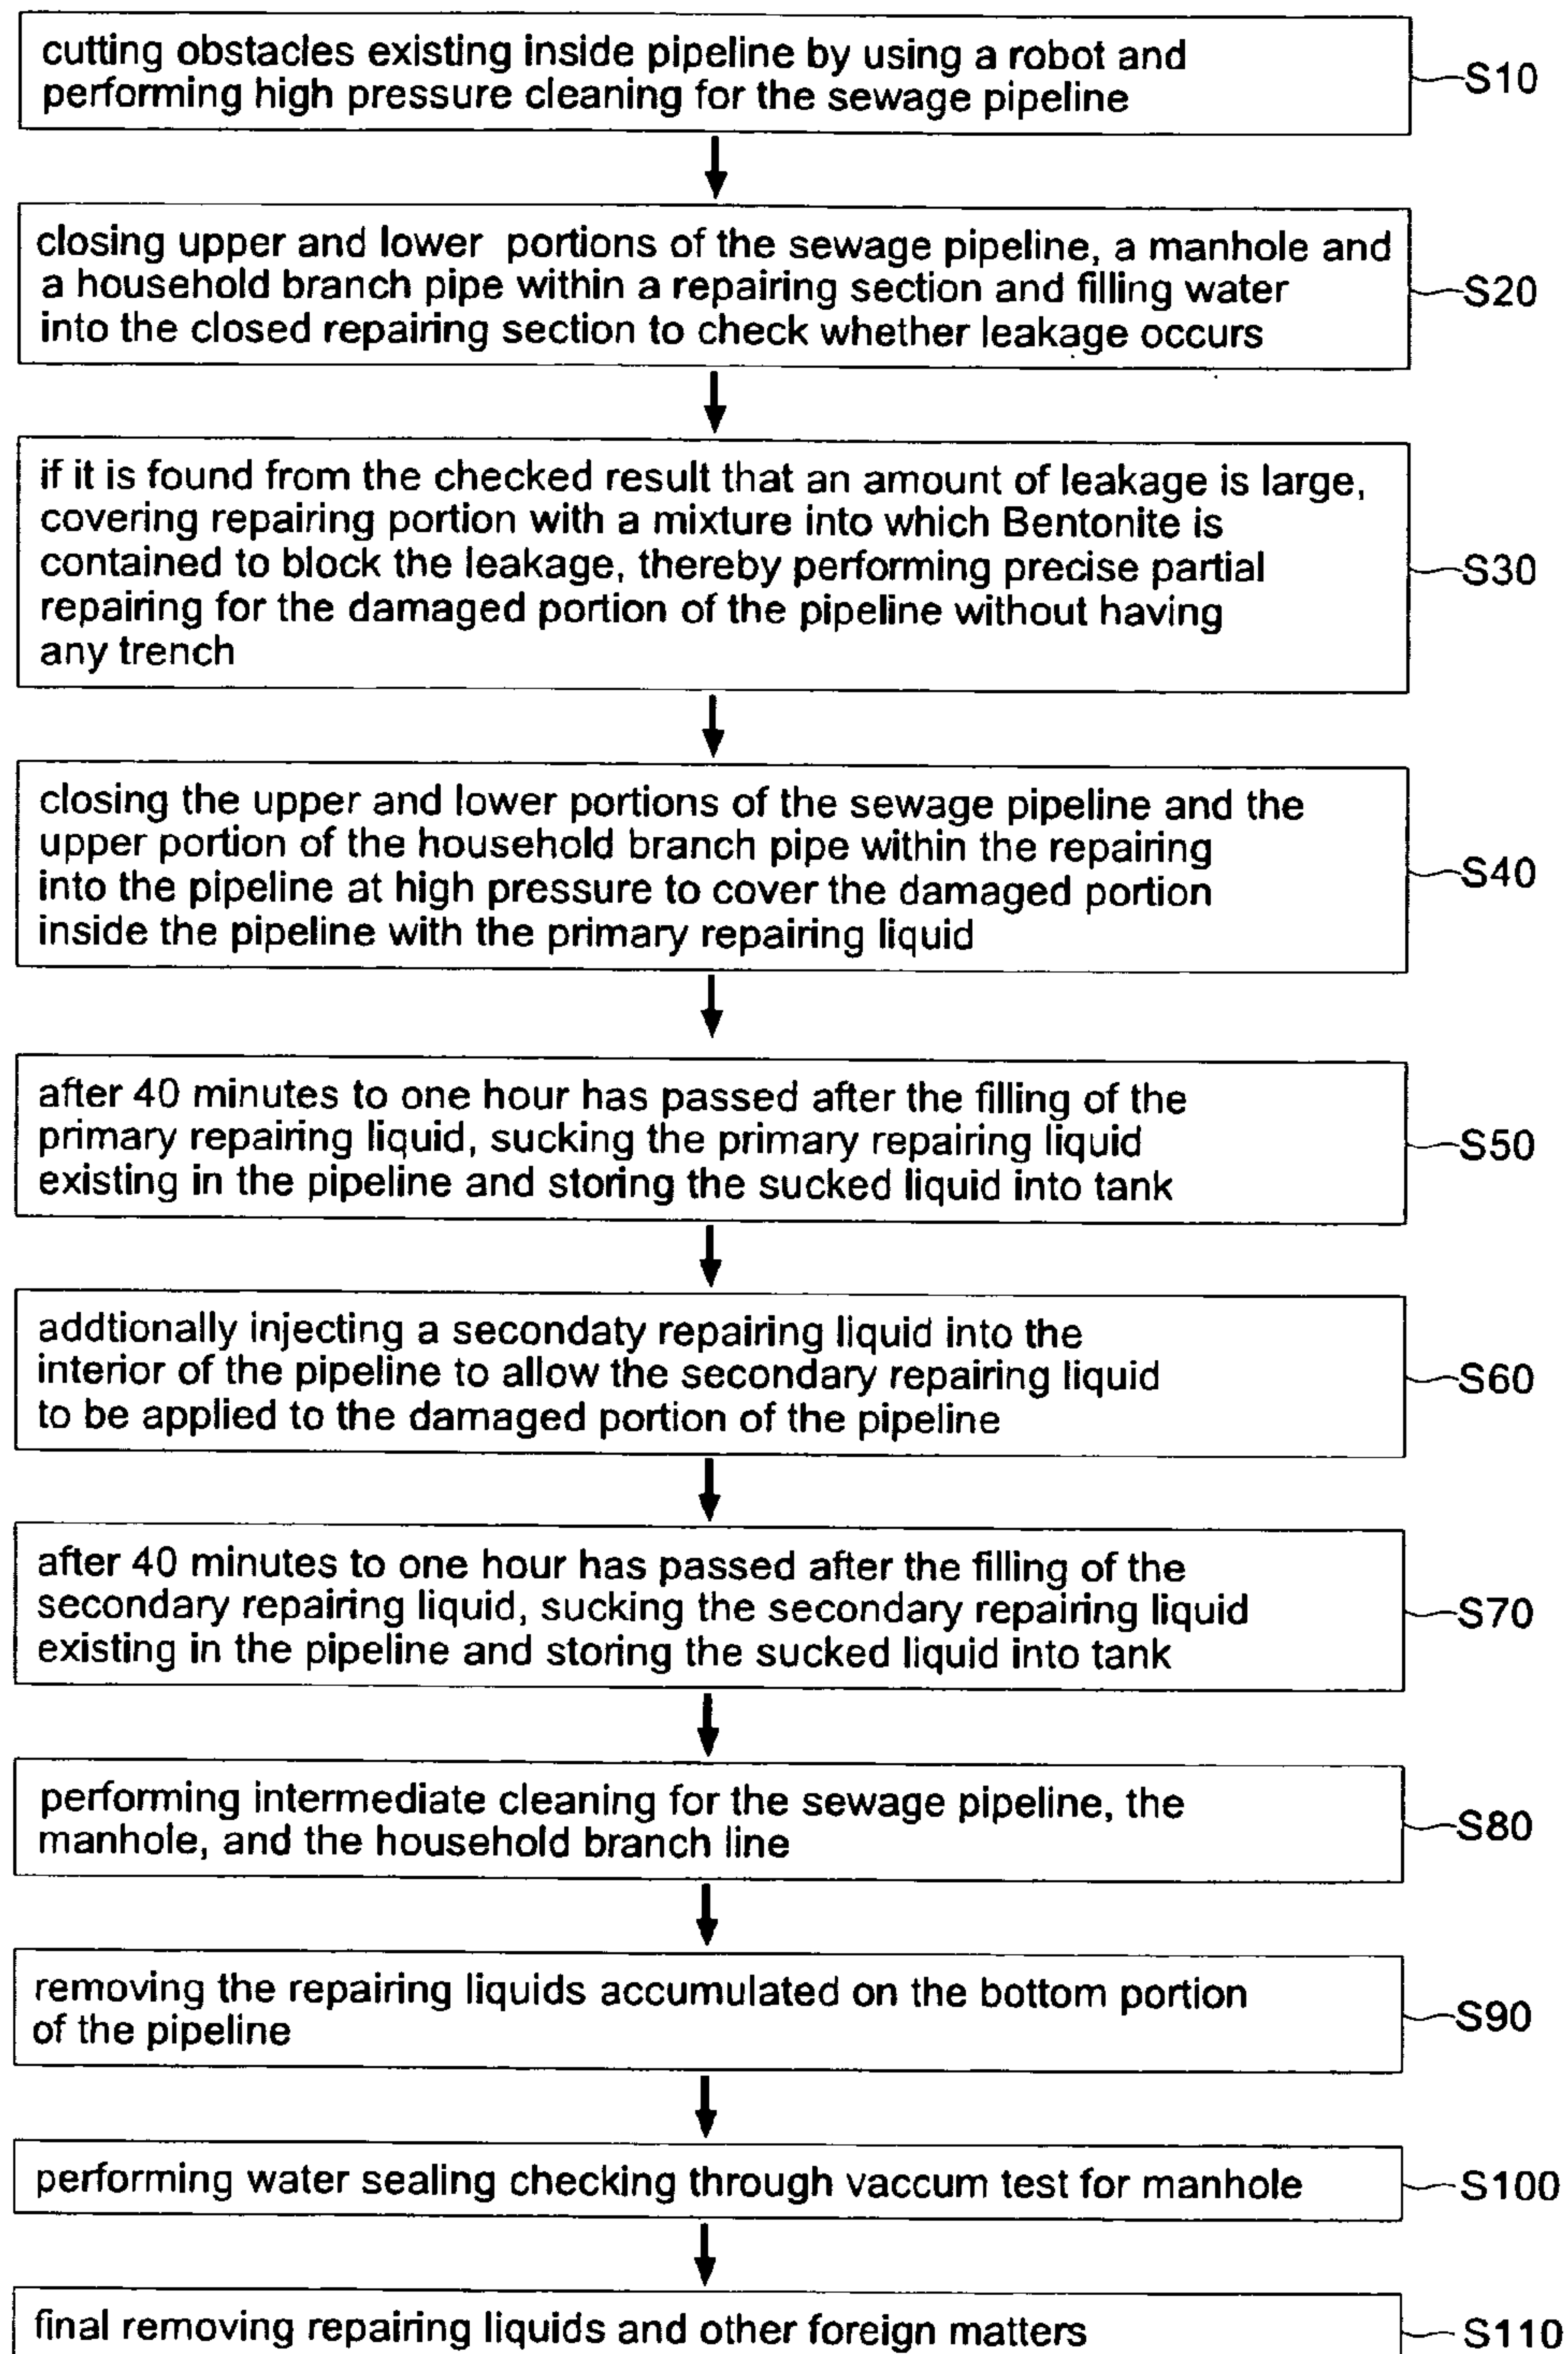 cutting obstacles existing inside pipeline by using a robot and
performing high pressure cleaning for the sewage pipeline
S10
closing upper and lower portions of the sewage pipeline, a manhole and
a household branch pipe within a repairing section and filling water
into the closed repairing section to check whether leakage occurs
S20
if it is found from the checked result that an amount of leakage is large,
covering repairing portion with a mixture into which Bentonite is
contained to block the leakage, thereby performing precise partial
repairing for the damaged portion of the pipeline without having
any trench
S30
closing the upper and lower portions of the sewage pipeline and the
upper portion of the household branch pipe within the repairing
into the pipeline at high pressure to cover the damaged portion
inside the pipeline with the primary repairing liquid
S40
after 40 minutes to one hour has passed after the filling of the
primary repairing liquid, sucking the primary repairing liquid
existing in the pipeline and storing the sucked liquid into tank
S50
addtionally injecting a secondaty repairing liquid into the
interior of the pipeline to allow the secondary repairing liquid
to be applied to the damaged portion of the pipeline
S60
after 40 minutes to one hour has passed after the filling of the
secondary repairing liquid, sucking the secondary repairing liquid
existing in the pipeline and storing the sucked liquid into tank
S70
performing intermediate cleaning for the sewage pipeline, the
manhole, and the household branch line
S80
removing the repairing liquids accumulated on the bottom portion
of the pipeline
S90
performing water sealing checking through vaccum test for manhole
S100
final removing repairing liquids and other foreign matters
S110